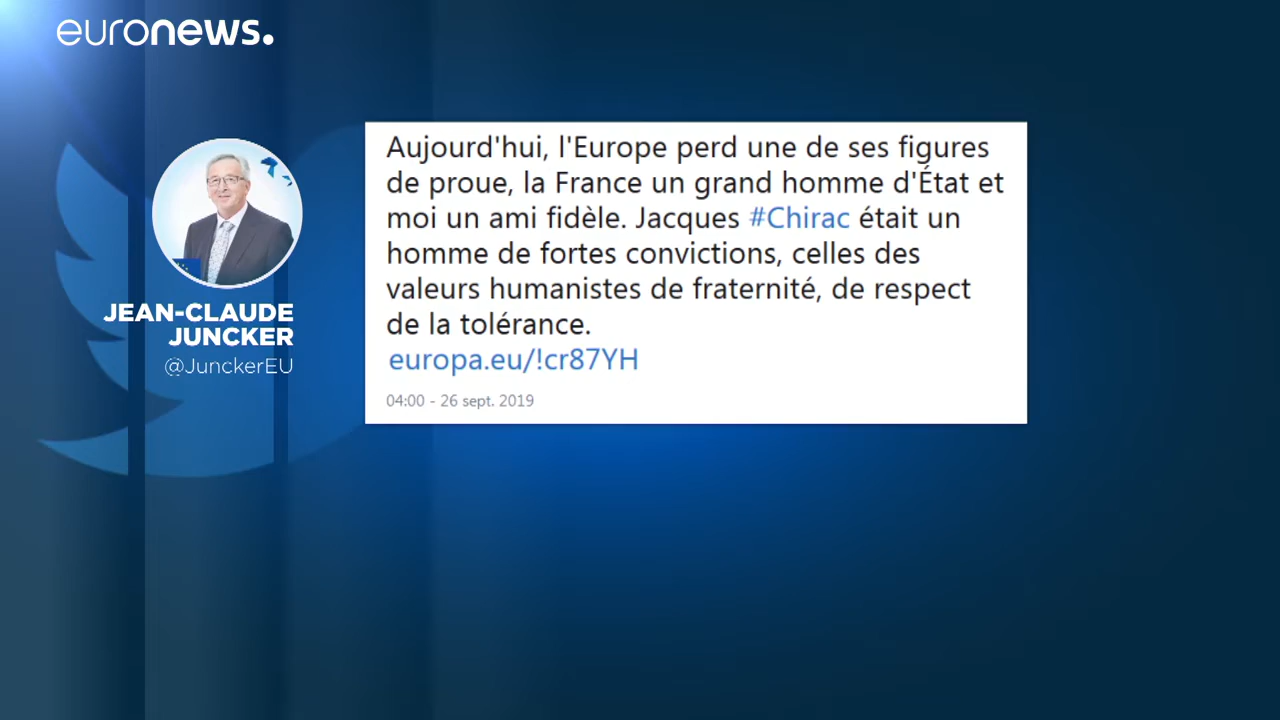 euronews.
JEAN-CLAUDE
JUNCKER
@JunckerEU
Aujourd'hui, l'Europe perd une de ses figures
de proue, la France un grand homme d'État et
moi un ami fidèle. Jacques #Chirac était un
homme de fortes convictions, celles des
valeurs humanistes de fraternité, de respect
de la tolérance.
europa.eu/!cr87YH
04:00 - 26 sept. 2019